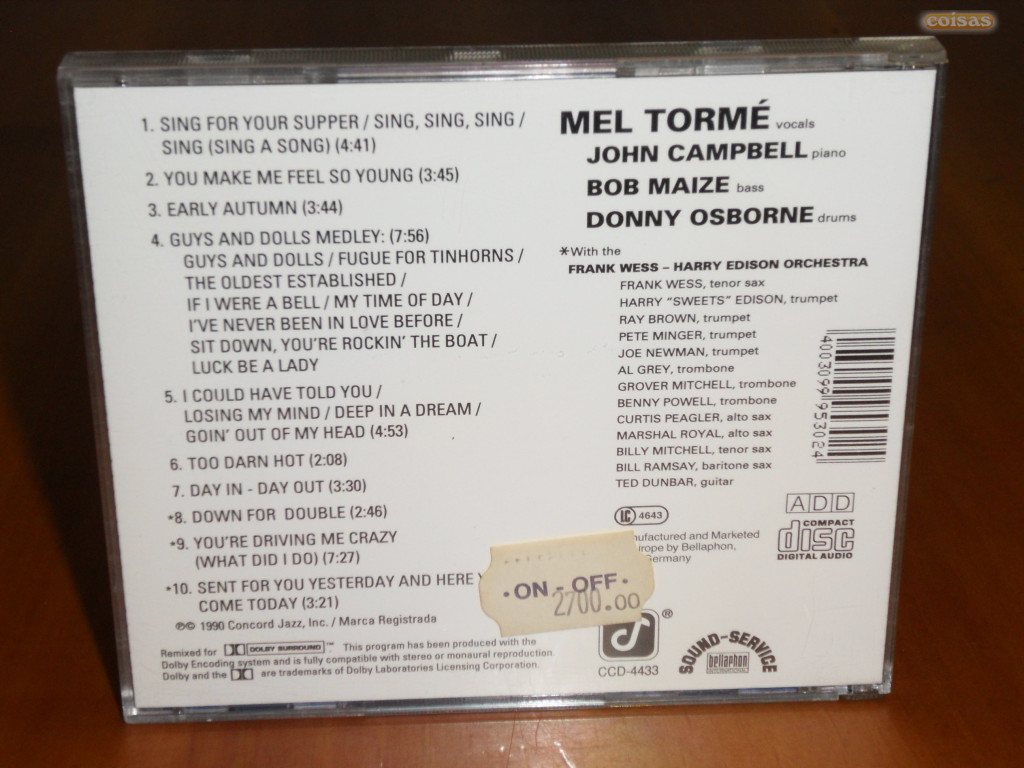 coisas
1. SING FOR YOUR SUPPER / SING, SING, SING /
SING (SING A SONG) (4:41)
2. YOU MAKE ME FEEL SO YOUNG (3:45)
3. EARLY AUTUMN (3:44)
4. GUYS AND DOLLS MEDLEY: (7:56)
GUYS AND DOLLS / FUGUE FOR TINHORNS /
THE OLDEST ESTABLISHED /
IF I WERE A BELL / MY TIME OF DAY /
I'VE NEVER BEEN IN LOVE BEFORE /
SIT DOWN, YOU'RE ROCKIN' THE BOAT /
LUCK BE A LADY
5. I COULD HAVE TOLD YOU /
LOSING MY MIND / DEEP IN A DREAM /
GOIN' OUT OF MY HEAD (4:53)
6. TOO DARN HOT (2:08)
7. DAY IN - DAY OUT (3:30)
*8. DOWN FOR DOUBLE (2:46)
*9. YOU'RE DRIVING ME CRAZY
(WHAT DID I DO) (7:27)
*10. SENT FOR YOU YESTERDAY AND HERE
COME TODAY (3:21)
℗© 1990 Concord Jazz, Inc. / Marca Registrada
Remixed for DOLBY SURROUND ™ This program has been produced with the
Dolby Encoding system and is fully compatible with stereo or monaural reproduction.
Dolby and the are trademarks of Dolby Laboratories Licensing Corporation.
MEL TORMÉ vocals
JOHN CAMPBELL piano
BOB MAIZE bass
DONNY OSBORNE drums
*With the
FRANK WESS – HARRY EDISON ORCHESTRA
FRANK WESS, tenor sax
HARRY "SWEETS" EDISON, trumpet
RAY BROWN, trumpet
PETE MINGER, trumpet
JOE NEWMAN, trumpet
AL GREY, trombone
GROVER MITCHELL, trombone
BENNY POWELL, trombone
CURTIS PEAGLER, alto sax
MARSHAL ROYAL, alto sax
BILLY MITCHELL, tenor sax
BILL RAMSAY, baritone sax
TED DUNBAR, guitar
4003099 953024
LC 4643
ufactured and Marketed
urope by Bellaphon,
Germany
ADD
COMPACT
disc
DIGITAL AUDIO
• ON - OFF •
2700.00
®
CCD-4433
SOUND-SERVICE
bellaphon